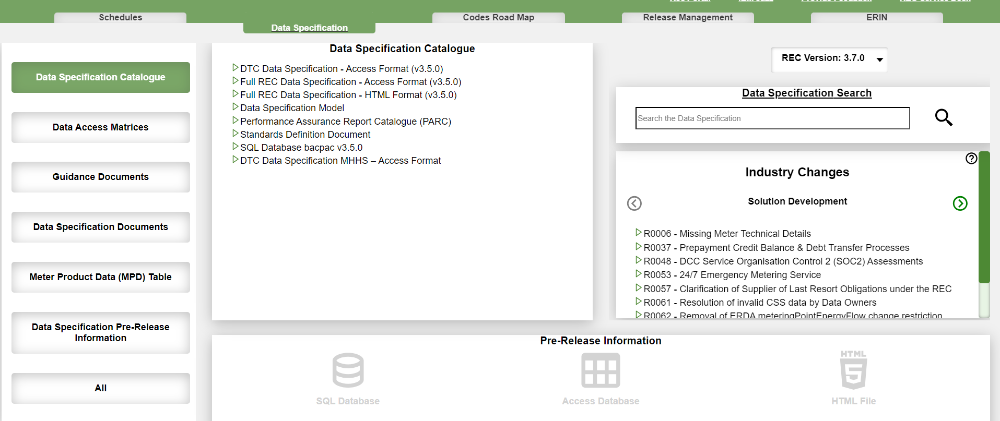 Schedules
Data Specification
Codes Road Map
Release Management
ERIN
Data Specification Catalogue
Data Access Matrices
Guidance Documents
Data Specification Documents
Meter Product Data (MPD) Table
Data Specification Pre-Release
Information
All
Data Specification Catalogue
DTC Data Specification - Access Format (v3.5.0)
Full REC Data Specification - Access Format (v3.5.0)
Full REC Data Specification - HTML Format (v3.5.0)
Data Specification Model
Performance Assurance Report Catalogue (PARC)
Standards Definition Document
SQL Database bacpac v3.5.0
DTC Data Specification MHHS – Access Format
REC Version: 3.7.0
Data Specification Search
Search the Data Specification
Industry Changes
Solution Development
R0006 - Missing Meter Technical Details
R0037 - Prepayment Credit Balance & Debt Transfer Processes
R0048 - DCC Service Organisation Control 2 (SOC2) Assessments
R0053 - 24/7 Emergency Metering Service
R0057 - Clarification of Supplier of Last Resort Obligations under the REC
R0061 - Resolution of invalid CSS data by Data Owners
R0062 - Removal of ERDA meteringPointEnergyFlow change restriction
Pre-Release Information
SQL Database
Access Database
HTML
5
HTML File